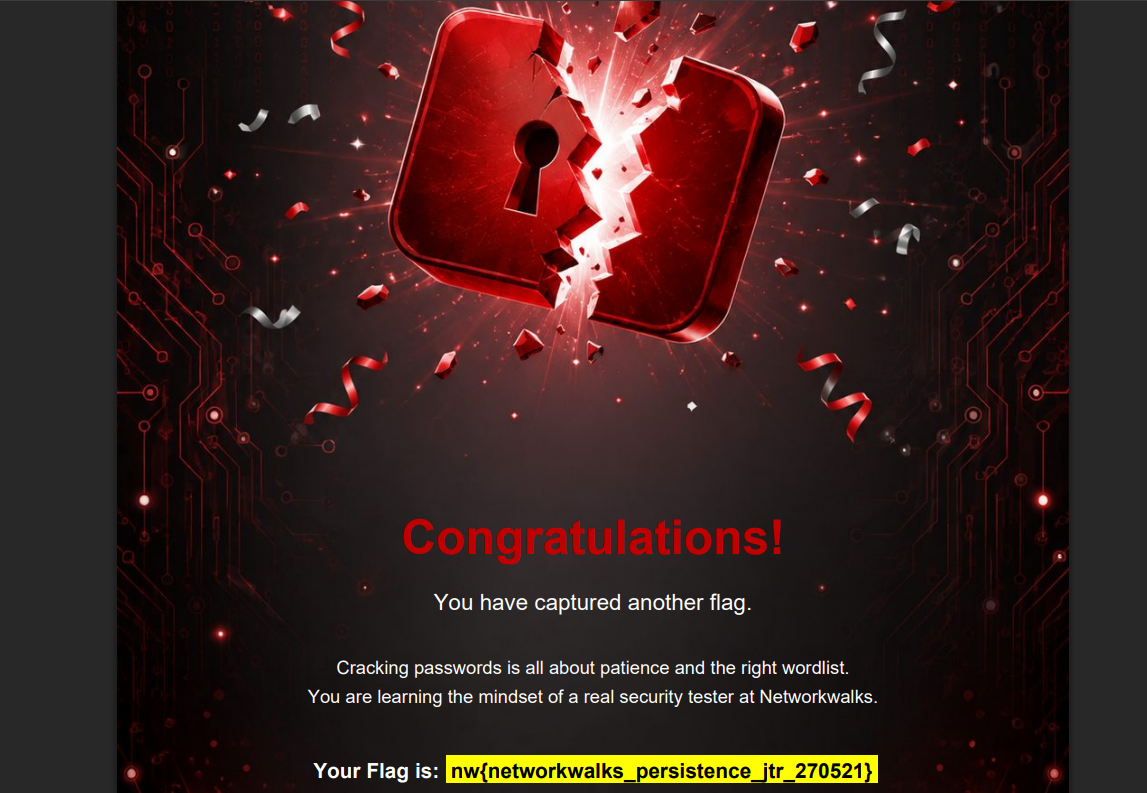 Congratulations!
You have captured another flag.
Cracking passwords is all about patience and the right wordlist.
You are learning the mindset of a real security tester at Networkwalks.
Your Flag is: nw{networkwalks_persistence_jtr_270521}